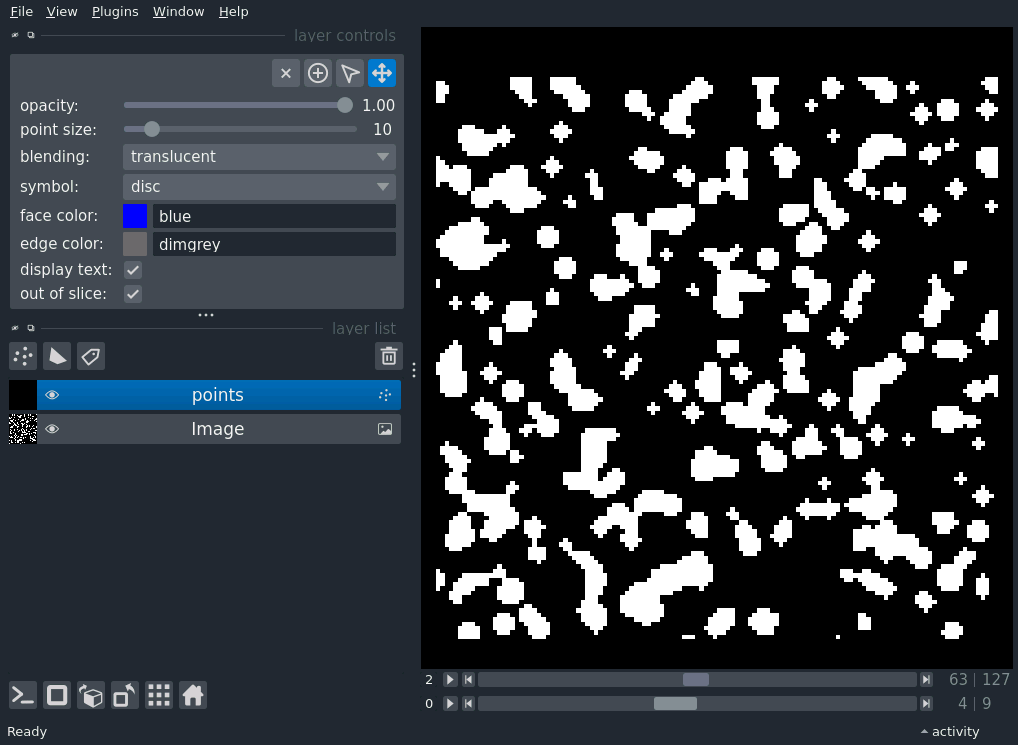 File View Plugins Window Help
layer controls
opacity: 1.00
point size: 10
blending: translucent
symbol: disc
face color: blue
edge color: dimgrey
display text:
out of slice:
layer list
points
Image
2 63 | 127
0 4 | 9
Ready activity